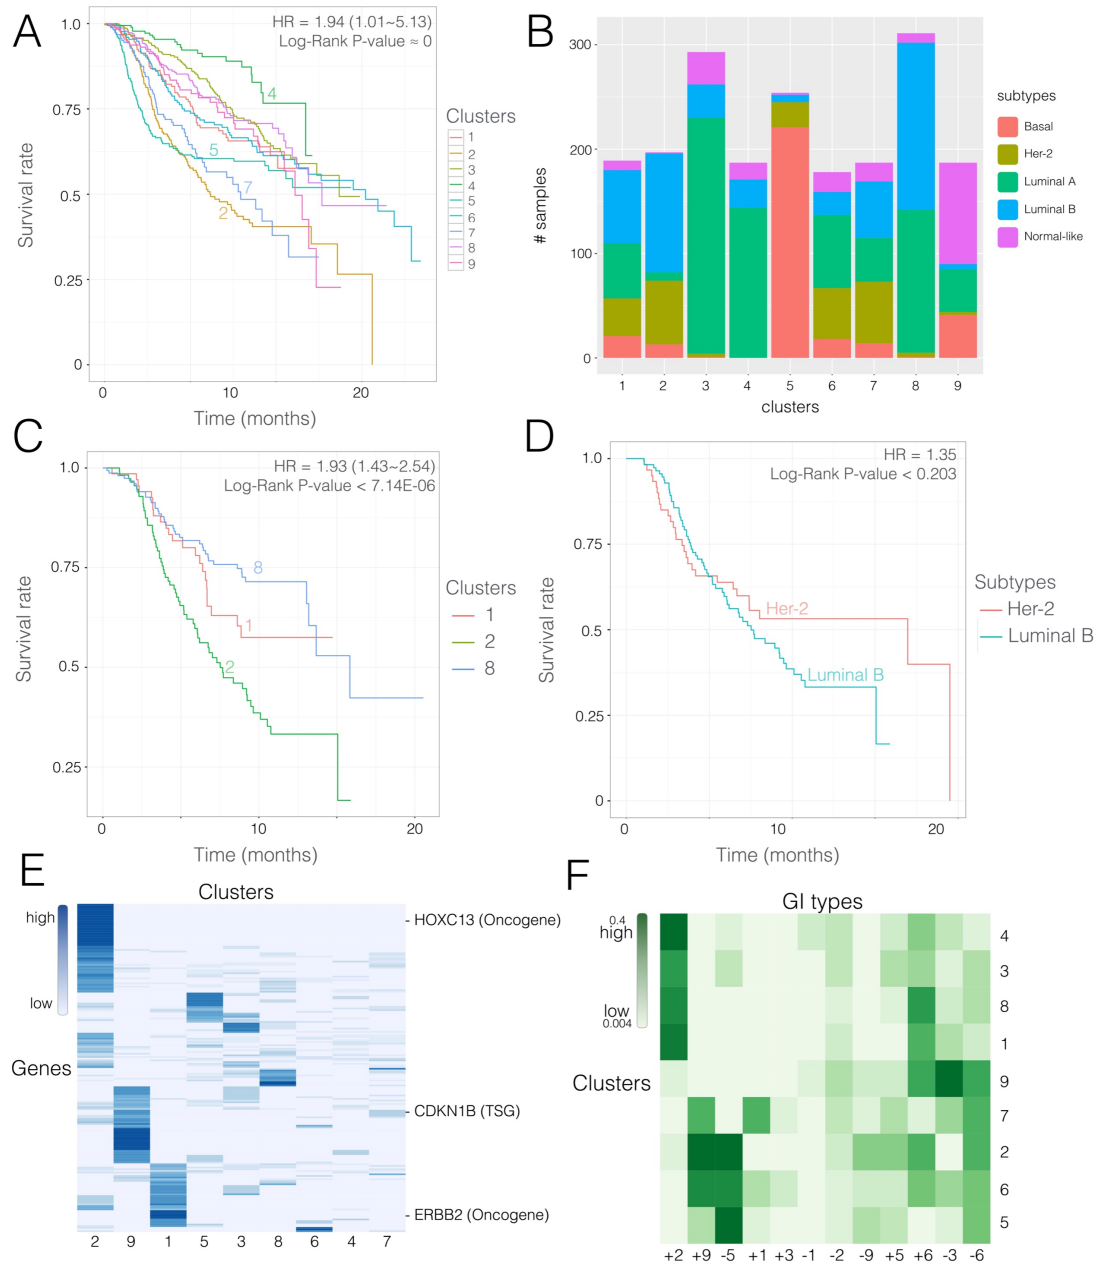 A
HR = 1.94 (1.01~5.13)
Log-Rank P-value ≈ 0
1.0
0.75
0.5
0.25
0
Survival rate
4
5
7
2
0 10 20
Time (months)
Clusters
1
2
3
4
5
6
7
8
9
B
300
200
100
0
# samples
1 2 3 4 5 6 7 8 9
clusters
subtypes
Basal
Her-2
Luminal A
Luminal B
Normal-like
C
HR = 1.93 (1.43~2.54)
Log-Rank P-value < 7.14E-06
1.0
0.75
0.5
0.25
Survival rate
8
1
2
0 10 20
Time (months)
Clusters
1
2
8
D
HR = 1.35
Log-Rank P-value < 0.203
1.0
0.75
0.5
0.25
0
Survival rate
Her-2
Luminal B
0 10 20
Time (months)
Subtypes
Her-2
Luminal B
E
Clusters
high
low
Genes
HOXC13 (Oncogene)
CDKN1B (TSG)
ERBB2 (Oncogene)
2 9 1 5 3 8 6 4 7
F
GI types
0.4
high
low
0.004
Clusters
4
3
8
1
9
7
2
6
5
+2 +9 -5 +1 +3 -1 -2 -9 +5 +6 -3 -6